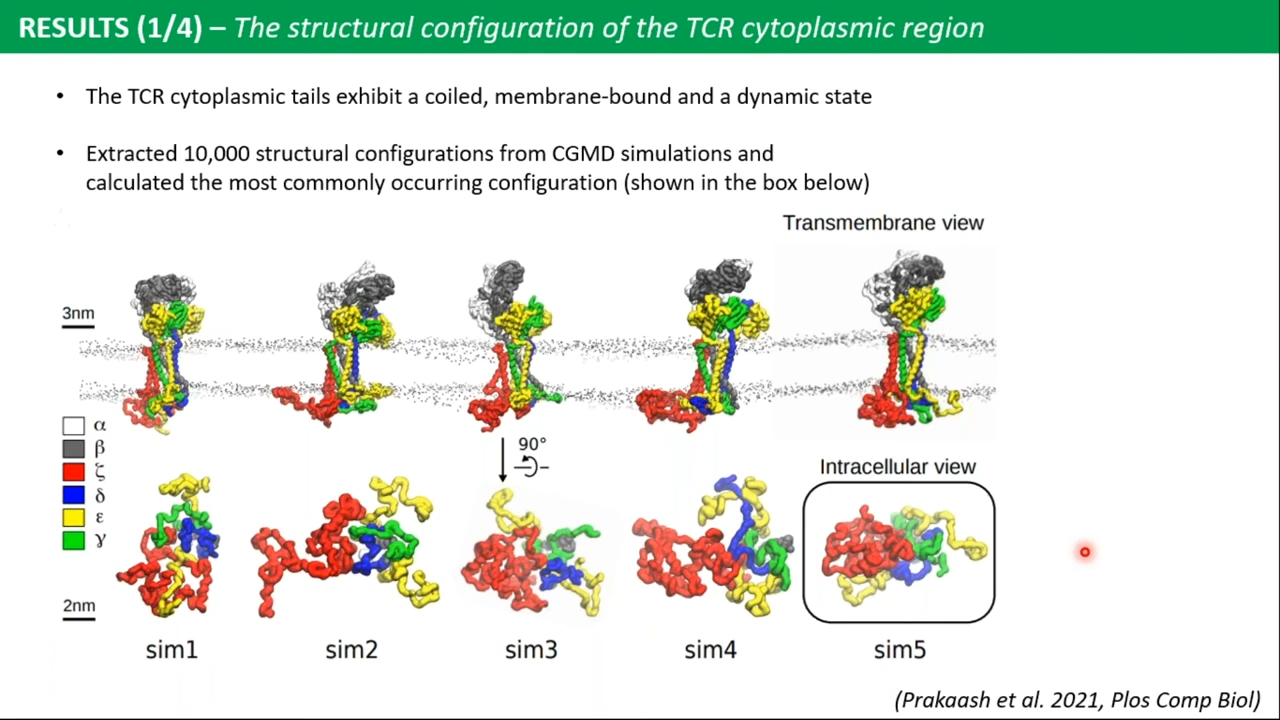 RESULTS (1/4) – The structural configuration of the TCR cytoplasmic region
• The TCR cytoplasmic tails exhibit a coiled, membrane-bound and a dynamic state
• Extracted 10,000 structural configurations from CGMD simulations and
calculated the most commonly occurring configuration (shown in the box below)
Transmembrane view
3nm
α
β
ζ
δ
ε
γ
90°
Intracellular view
2nm
sim1
sim2
sim3
sim4
sim5
(Prakaash et al. 2021, Plos Comp Biol)